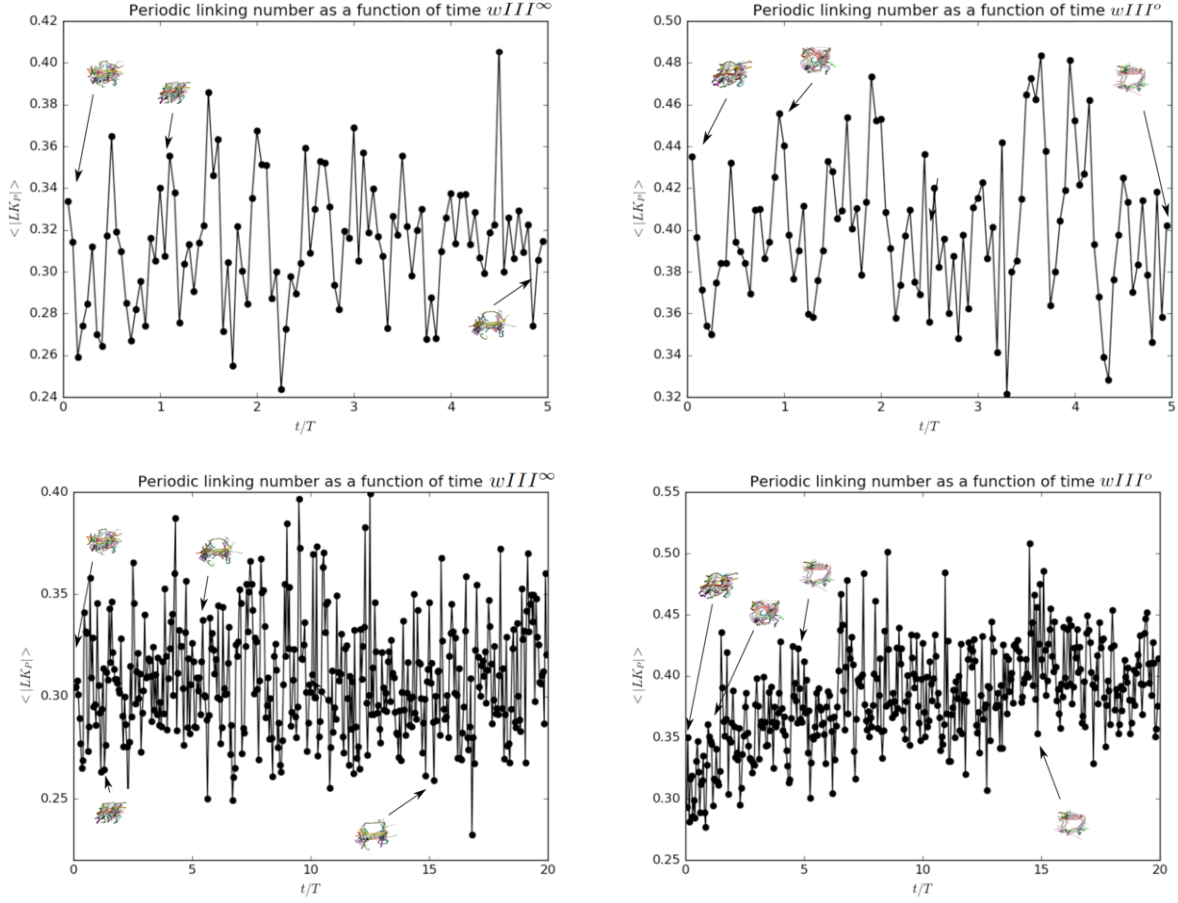 Periodic linking number as a function of time wIII^∞
0.42
0.40
0.38
0.36
0.34
0.32
0.30
0.28
0.26
0.24
< |LK_P| >
0 1 2 3 4 5
t/T
Periodic linking number as a function of time wIII^o
0.50
0.48
0.46
0.44
0.42
0.40
0.38
0.36
0.34
0.32
< |LK_P| >
0 1 2 3 4 5
t/T
Periodic linking number as a function of time wIII^∞
0.40
0.35
0.30
0.25
< |LK_P| >
0 5 10 15 20
t/T
Periodic linking number as a function of time wIII^o
0.55
0.50
0.45
0.40
0.35
0.30
0.25
< |LK_P| >
0 5 10 15 20
t/T